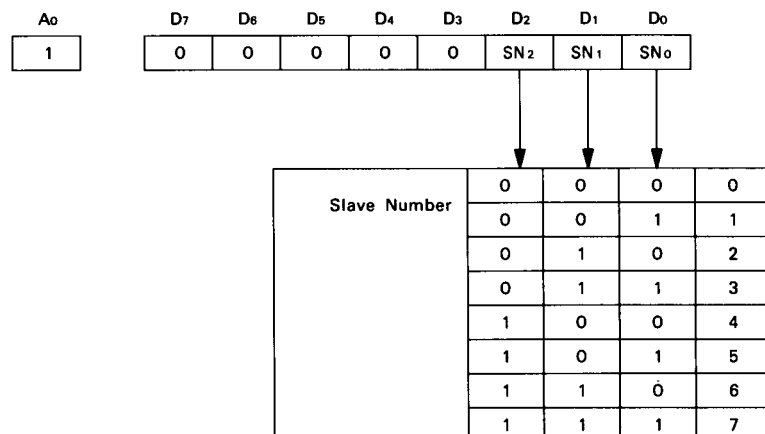 A0 D7 D6 D5 D4 D3 D2 D1 D0
1 0 0 0 0 0 SN2 SN1 SN0
Slave Number
0 0 0 0
0 0 1 1
0 1 0 2
0 1 1 3
1 0 0 4
1 0 1 5
1 1 0 6
1 1 1 7